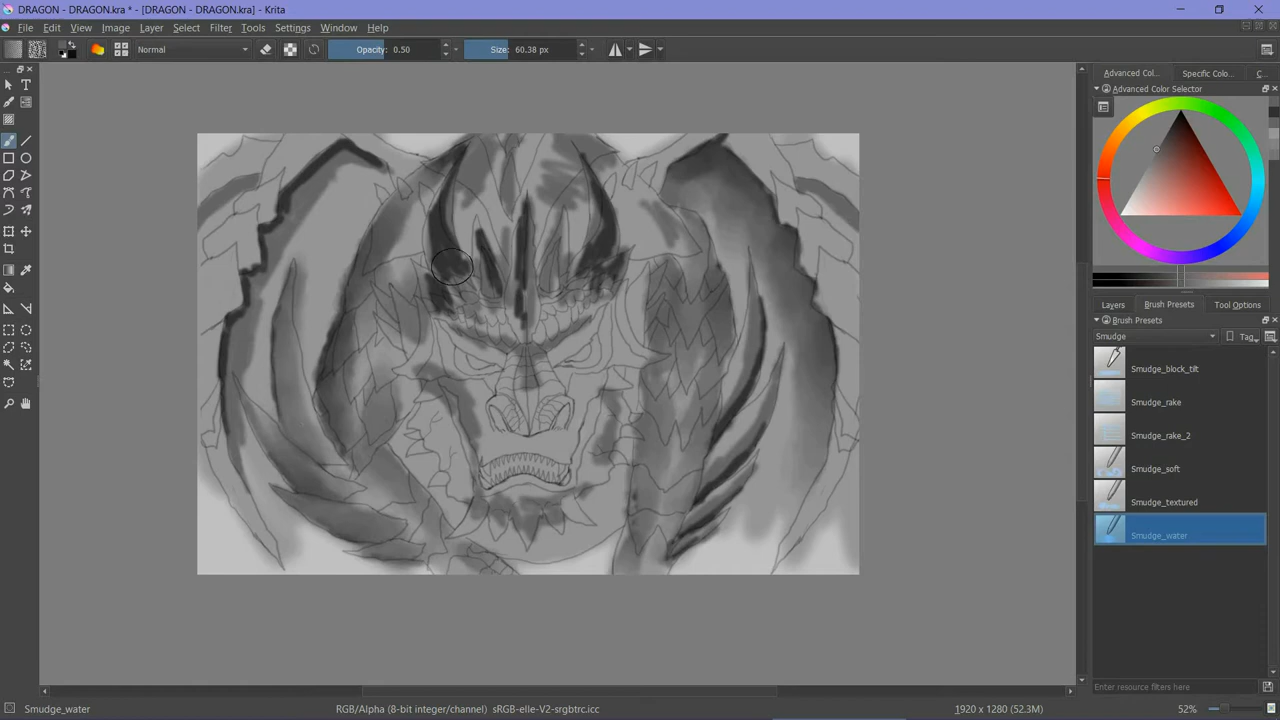 DRAGON - DRAGON.kra * - [DRAGON - DRAGON.kra] - Krita
File Edit View Image Layer Select Filter Tools Settings Window Help
Normal Opacity: 0.50 Size: 60.38 px
Advanced Col... Specific Colo... C...
Advanced Color Selector
Layers Brush Presets Tool Options
Brush Presets
Smudge Tag
Smudge_block_tilt
Smudge_rake
Smudge_rake_2
Smudge_soft
Smudge_textured
Smudge_water
Enter resource filters here
Smudge_water RGB/Alpha (8-bit integer/channel) sRGB-elle-V2-srgbtrc.icc 1920 x 1280 (52.3M) 52%